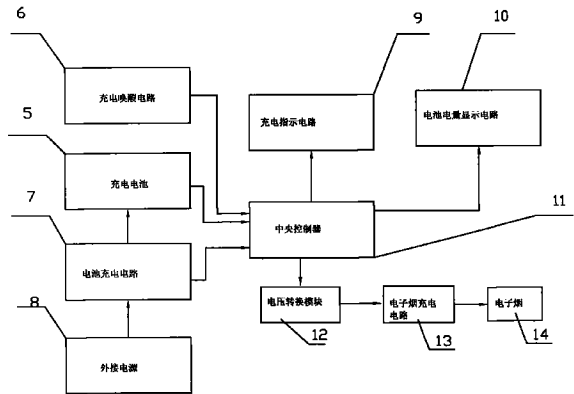 6
9
10
充电唤醒电路
充电指示电路
电池电量显示电路
5
充电电池
7
中央控制器
11
电池充电电路
8
电压转换模块
电子烟充电
电路
电子烟
12
13
14
外接电源